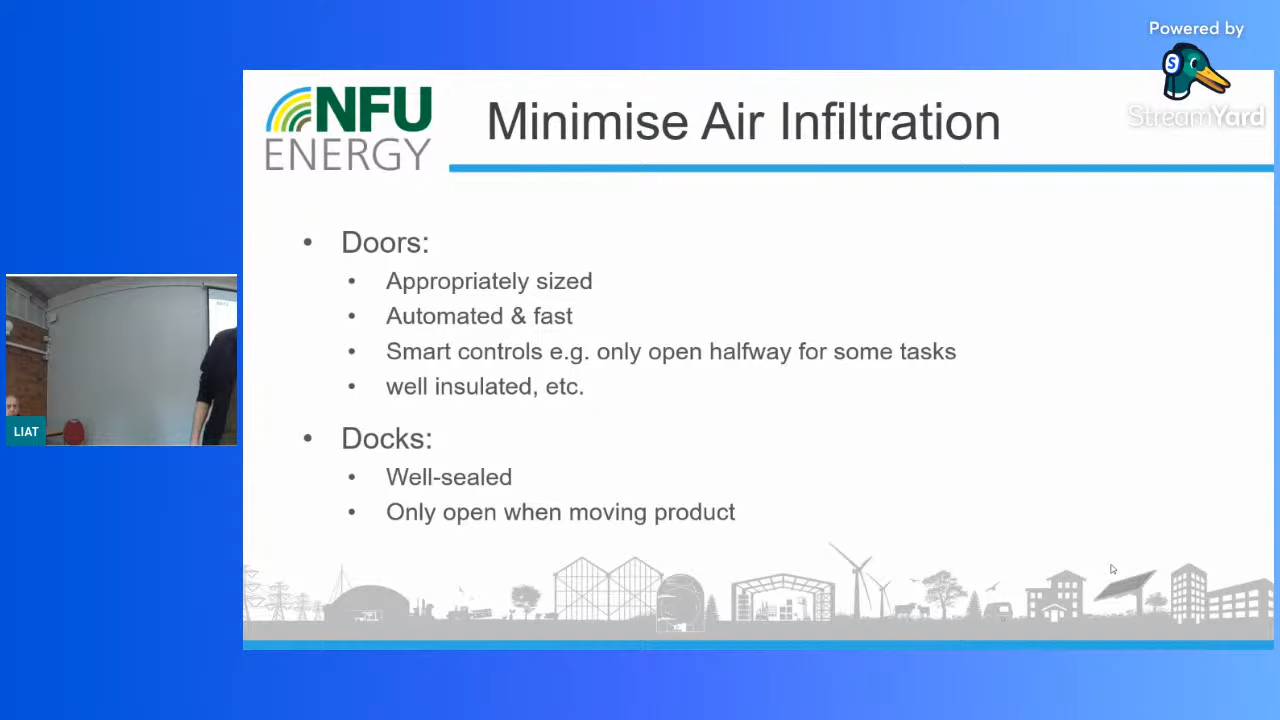 Powered by
StreamYard
NFU
ENERGY
Minimise Air Infiltration
• Doors:
• Appropriately sized
• Automated & fast
• Smart controls e.g. only open halfway for some tasks
• well insulated, etc.
• Docks:
• Well-sealed
• Only open when moving product
LIAT